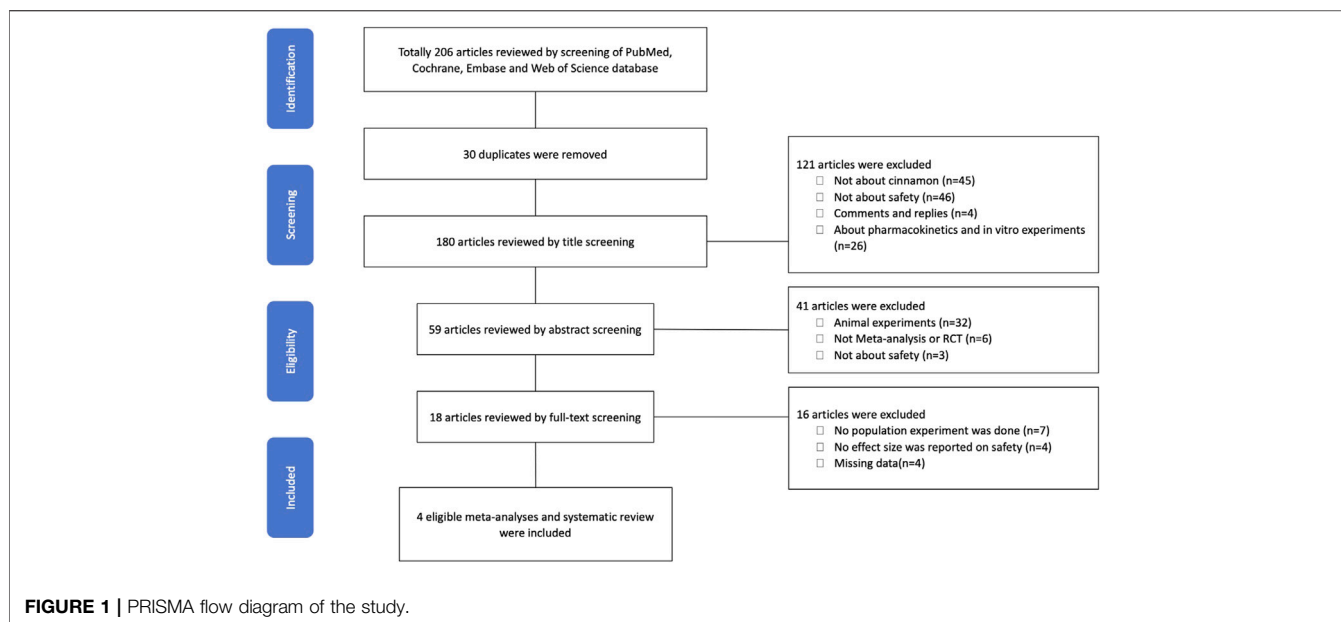 Identification
Totally 206 articles reviewed by screening of PubMed,
Cochrane, Embase and Web of Science database
30 duplicates were removed
Screening
180 articles reviewed by title screening
121 articles were excluded
□ Not about cinnamon (n=45)
□ Not about safety (n=46)
□ Comments and replies (n=4)
□ About pharmacokinetics and in vitro experiments
(n=26)
Eligibility
59 articles reviewed by abstract screening
41 articles were excluded
□ Animal experiments (n=32)
□ Not Meta-analysis or RCT (n=6)
□ Not about safety (n=3)
18 articles reviewed by full-text screening
16 articles were excluded
□ No population experiment was done (n=7)
□ No effect size was reported on safety (n=4)
□ Missing data(n=4)
Included
4 eligible meta-analyses and systematic review
were included
FIGURE 1 | PRISMA flow diagram of the study.